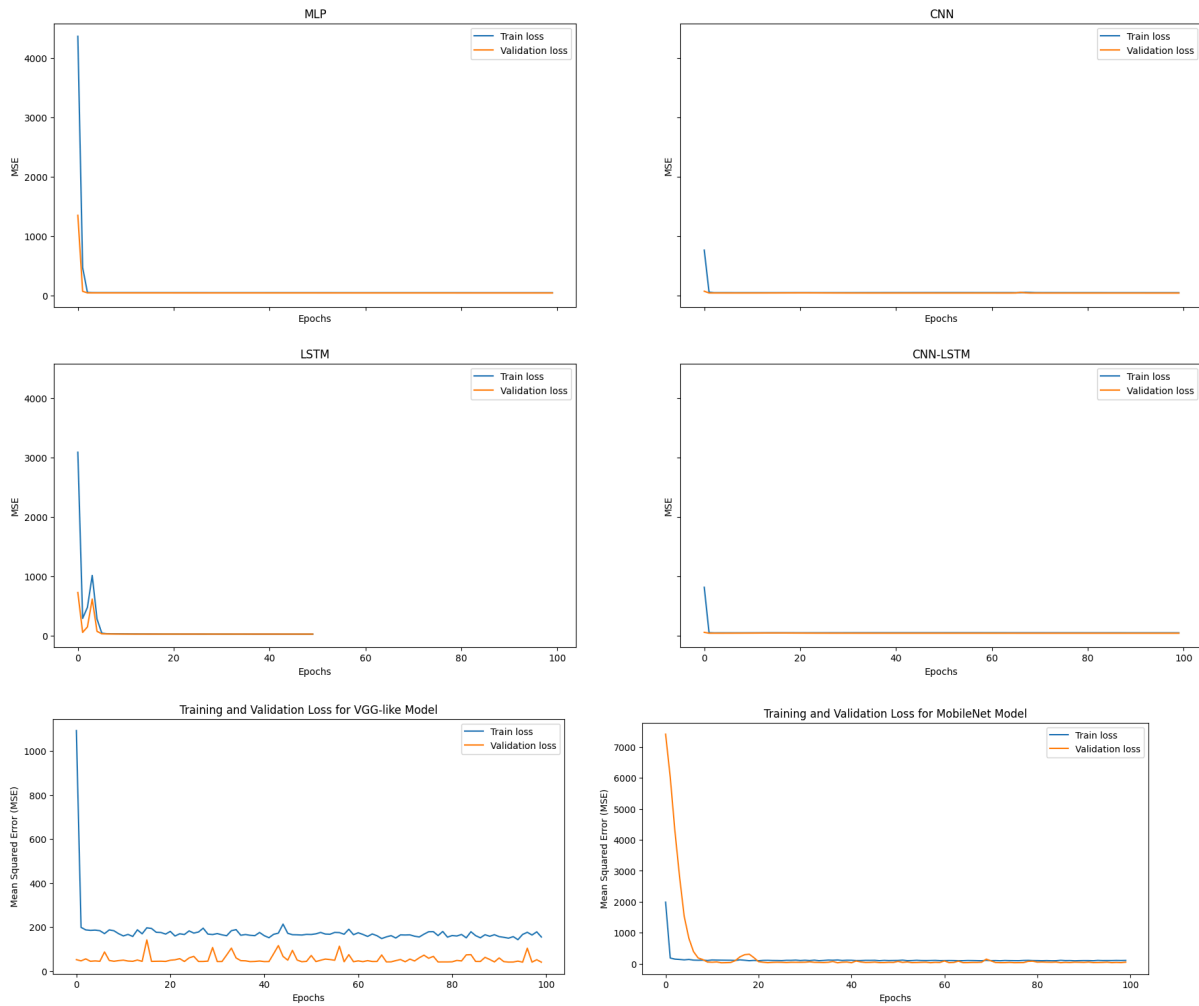 MLP
Train loss
Validation loss
4000
3000
2000
1000
0
MSE
Epochs
CNN
Train loss
Validation loss
MSE
Epochs
LSTM
Train loss
Validation loss
4000
3000
2000
1000
0
MSE
0 20 40 60 80 100
Epochs
CNN-LSTM
Train loss
Validation loss
MSE
0 20 40 60 80 100
Epochs
Training and Validation Loss for VGG-like Model
Train loss
Validation loss
1000
800
600
400
200
0
Mean Squared Error (MSE)
0 20 40 60 80 100
Epochs
Training and Validation Loss for MobileNet Model
Train loss
Validation loss
7000
6000
5000
4000
3000
2000
1000
0
Mean Squared Error (MSE)
0 20 40 60 80 100
Epochs